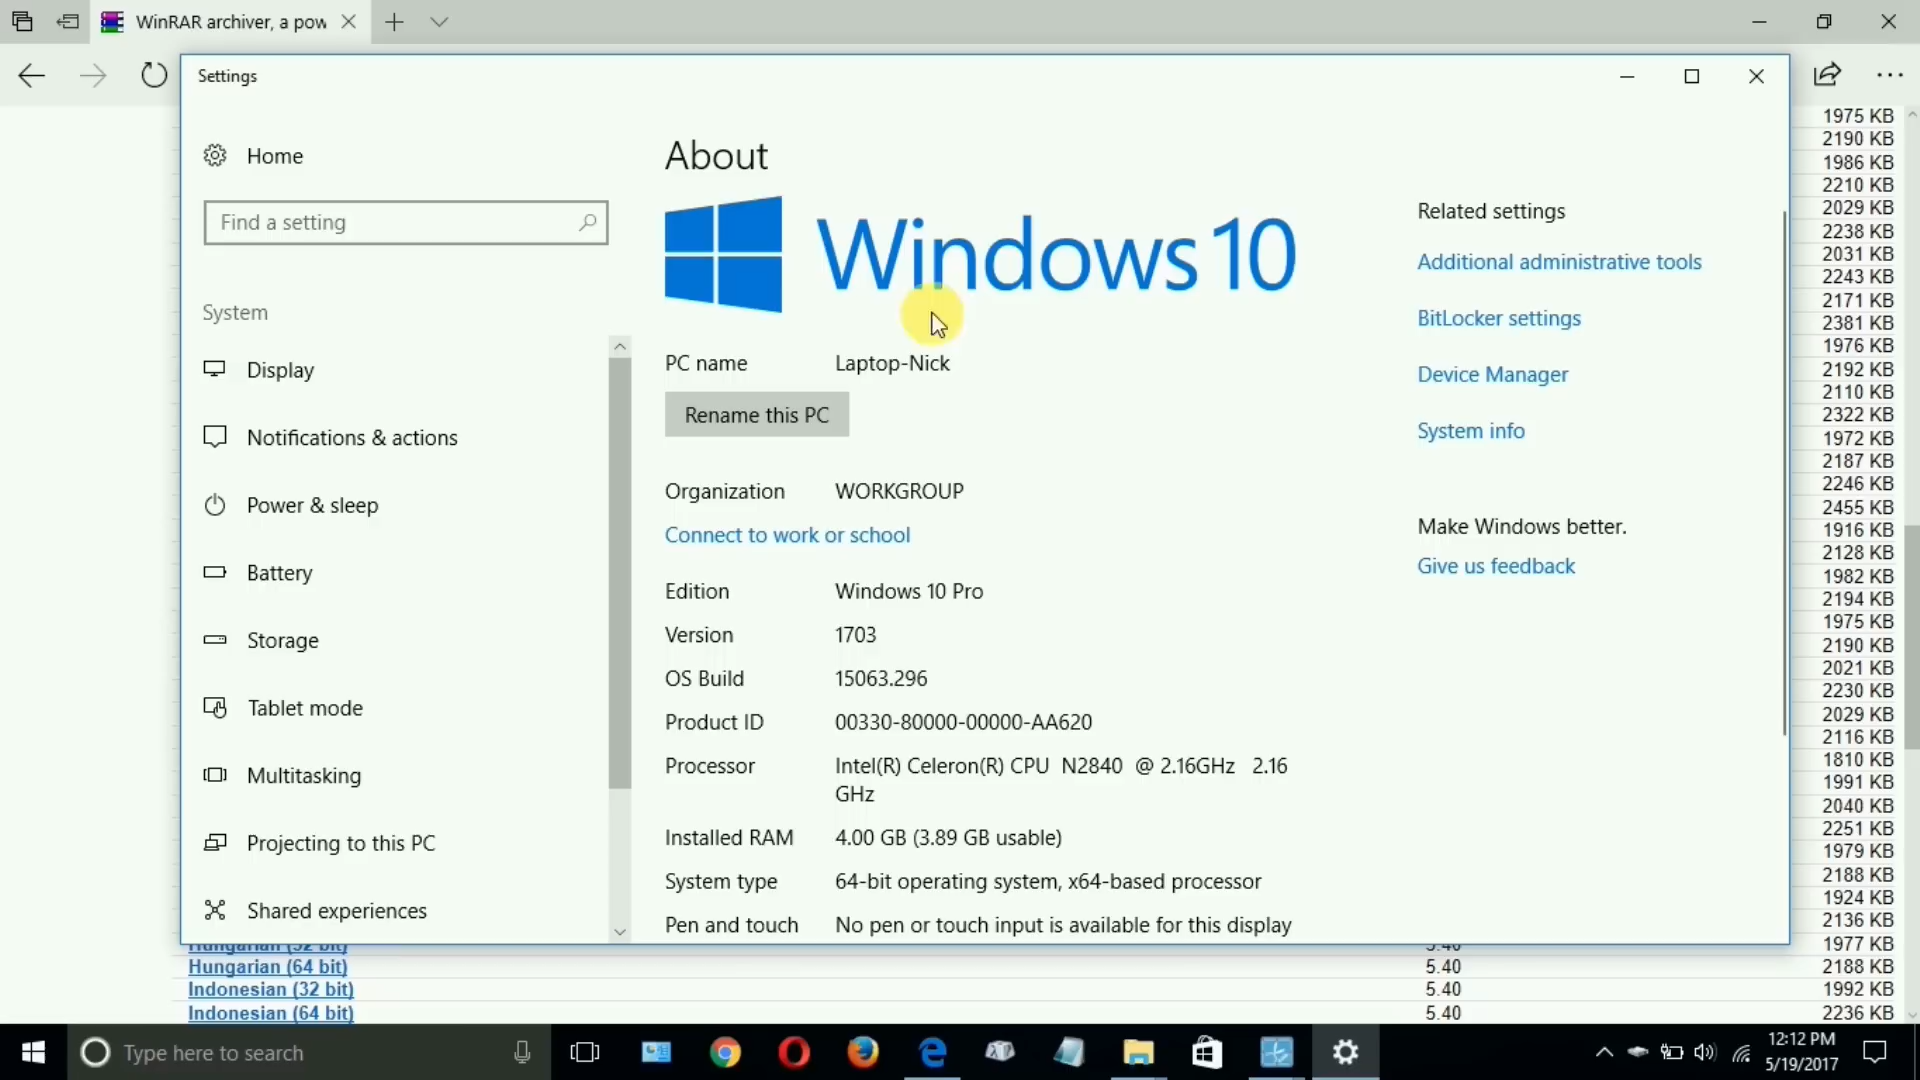 WinRAR archiver, a pow
Settings
Home
Find a setting
System
Display
Notifications & actions
Power & sleep
Battery
Storage
Tablet mode
Multitasking
Projecting to this PC
Shared experiences
About
Windows 10
PC name Laptop-Nick
Rename this PC
Organization WORKGROUP
Connect to work or school
Edition Windows 10 Pro
Version 1703
OS Build 15063.296
Product ID 00330-80000-00000-AA620
Processor Intel(R) Celeron(R) CPU N2840 @ 2.16GHz 2.16
GHz
Installed RAM 4.00 GB (3.89 GB usable)
System type 64-bit operating system, x64-based processor
Pen and touch No pen or touch input is available for this display
Related settings
Additional administrative tools
BitLocker settings
Device Manager
System info
Make Windows better.
Give us feedback
1975 KB
2190 KB
1986 KB
2210 KB
2029 KB
2238 KB
2031 KB
2243 KB
2171 KB
2381 KB
1976 KB
2192 KB
2110 KB
2322 KB
1972 KB
2187 KB
2246 KB
2455 KB
1916 KB
2128 KB
1982 KB
2194 KB
1975 KB
2190 KB
2021 KB
2230 KB
2029 KB
2116 KB
1810 KB
1991 KB
2040 KB
2251 KB
1979 KB
2188 KB
1924 KB
2136 KB
Hungarian (32 bit) 5.40 1977 KB
Hungarian (64 bit) 5.40 2188 KB
Indonesian (32 bit) 5.40 1992 KB
Indonesian (64 bit) 5.40 2236 KB
Type here to search
12:12 PM
5/19/2017